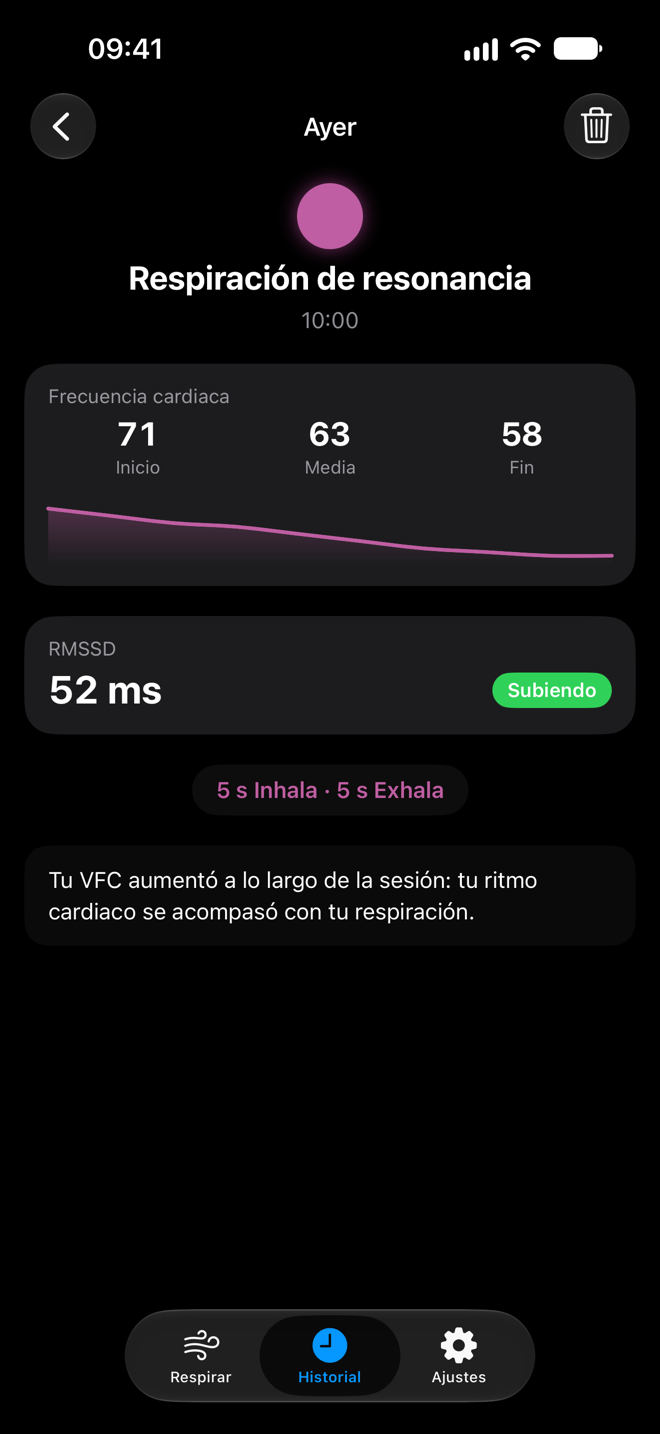 09:41
Ayer
Respiración de resonancia
10:00
Frecuencia cardiaca
71
Inicio
63
Media
58
Fin
RMSSD
52 ms
Subiendo
5 s Inhala · 5 s Exhala
Tu VFC aumentó a lo largo de la sesión: tu ritmo
cardiaco se acompasó con tu respiración.
Respirar
Historial
Ajustes